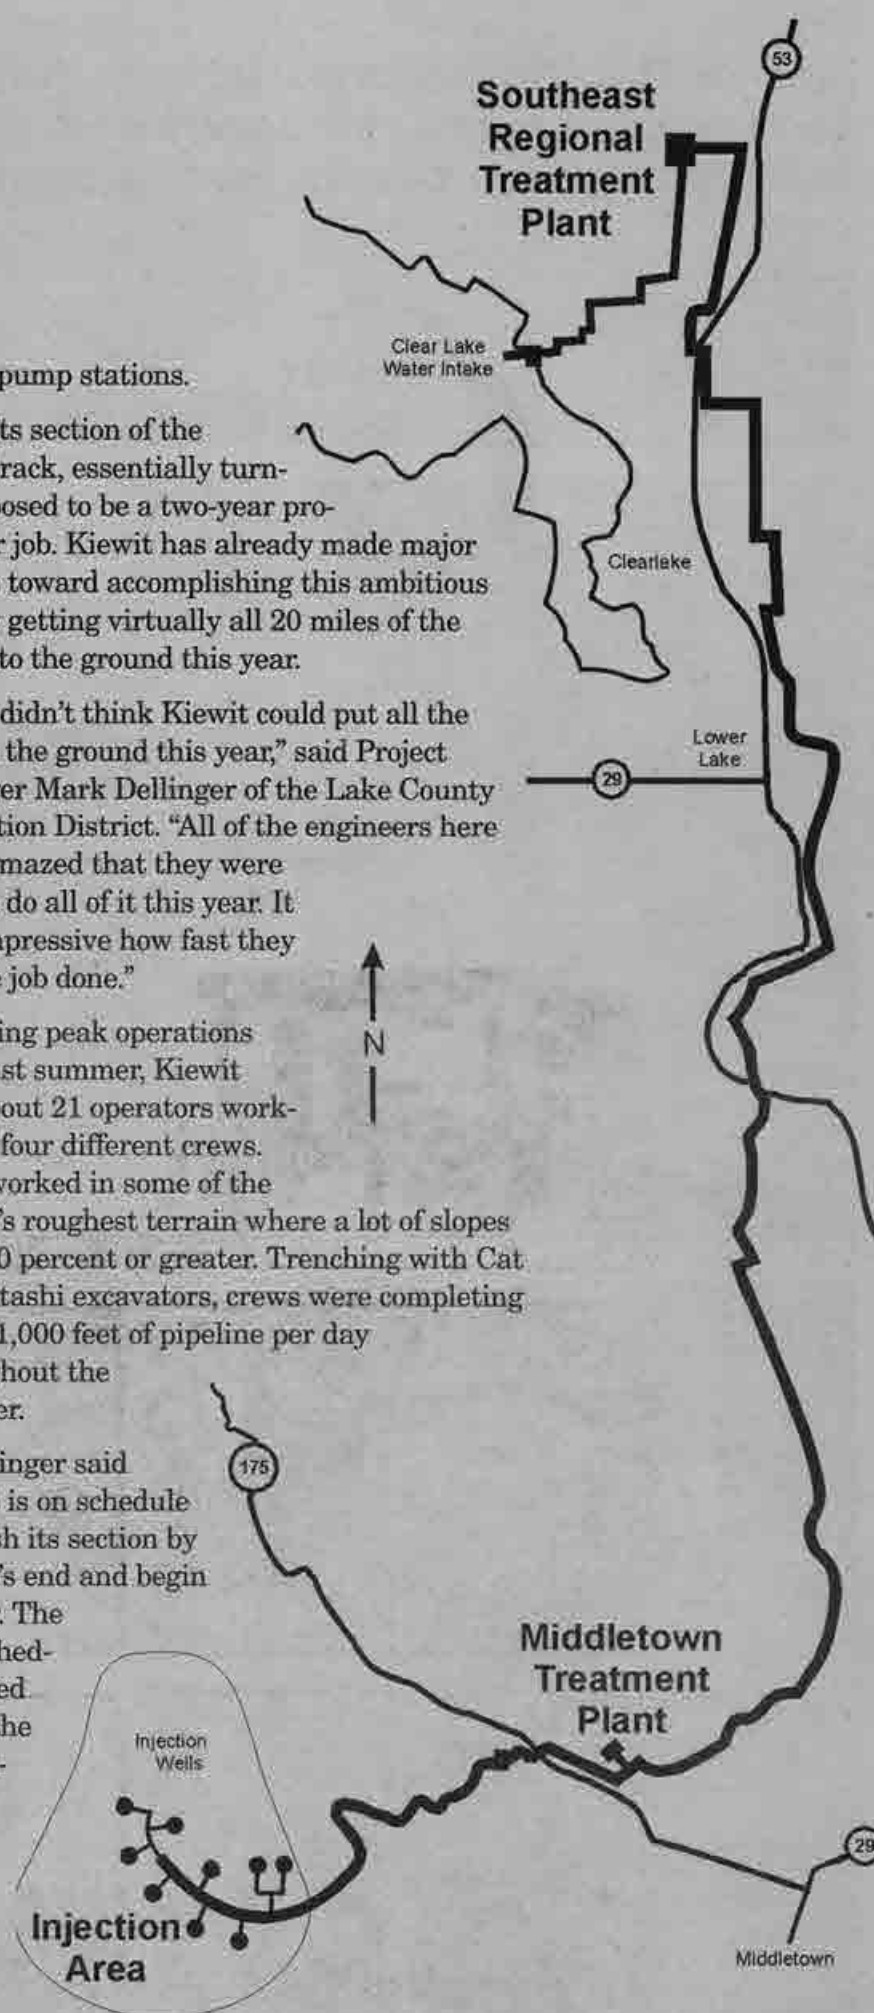 53
Southeast
Regional
Treatment
Plant
Clear Lake
Water Intake
pump stations.
ts section of the
rack, essentially turn-
osed to be a two-year pro-
r job. Kiewit has already made major
toward accomplishing this ambitious
getting virtually all 20 miles of the
to the ground this year.
Clearlake
didn't think Kiewit could put all the
the ground this year," said Project
er Mark Dellinger of the Lake County
tion District. "All of the engineers here
mazed that they were
do all of it this year. It
npressive how fast they
job done."
Lower
Lake
29
N
ing peak operations
st summer, Kiewit
out 21 operators work-
four different crews.
worked in some of the
's roughest terrain where a lot of slopes
0 percent or greater. Trenching with Cat
tashi excavators, crews were completing
1,000 feet of pipeline per day
hout the
er.
175
inger said
is on schedule
sh its section by
's end and begin
. The
hed-
ed
he
-
Middletown
Treatment
Plant
Injection
Wells
Injection
Area
29
Middletown